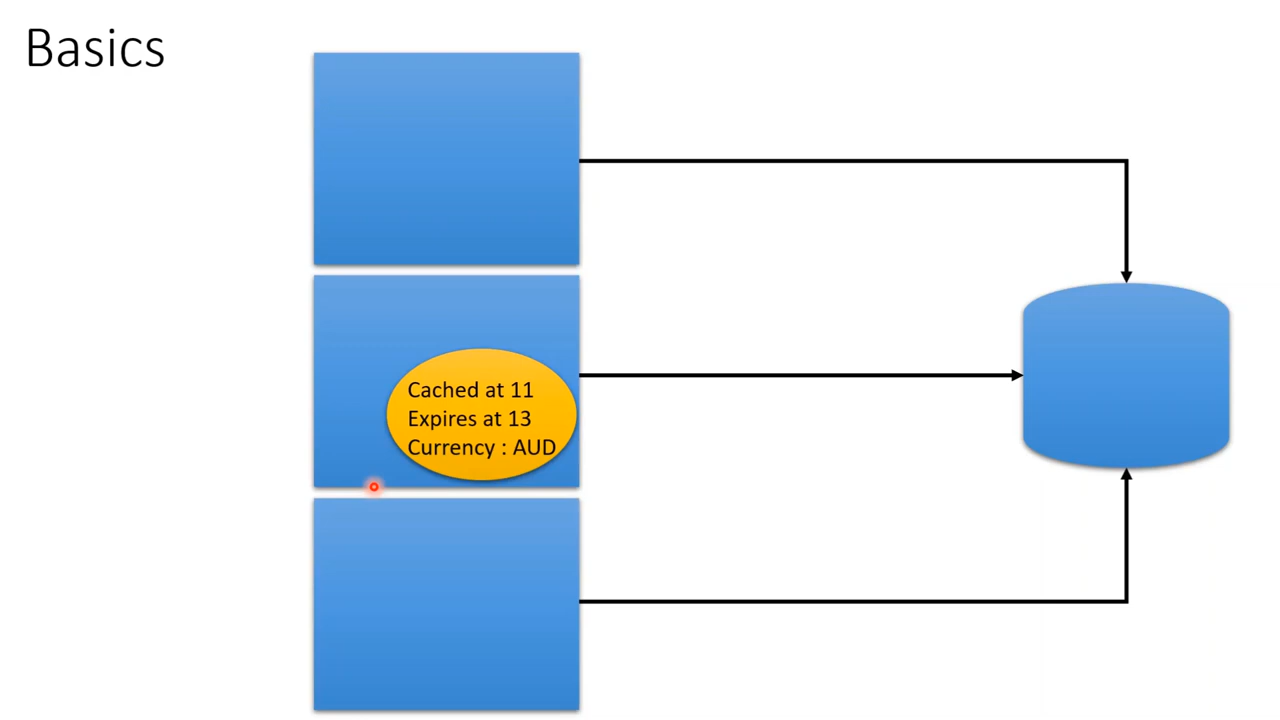 Basics
Cached at 11
Expires at 13
Currency : AUD